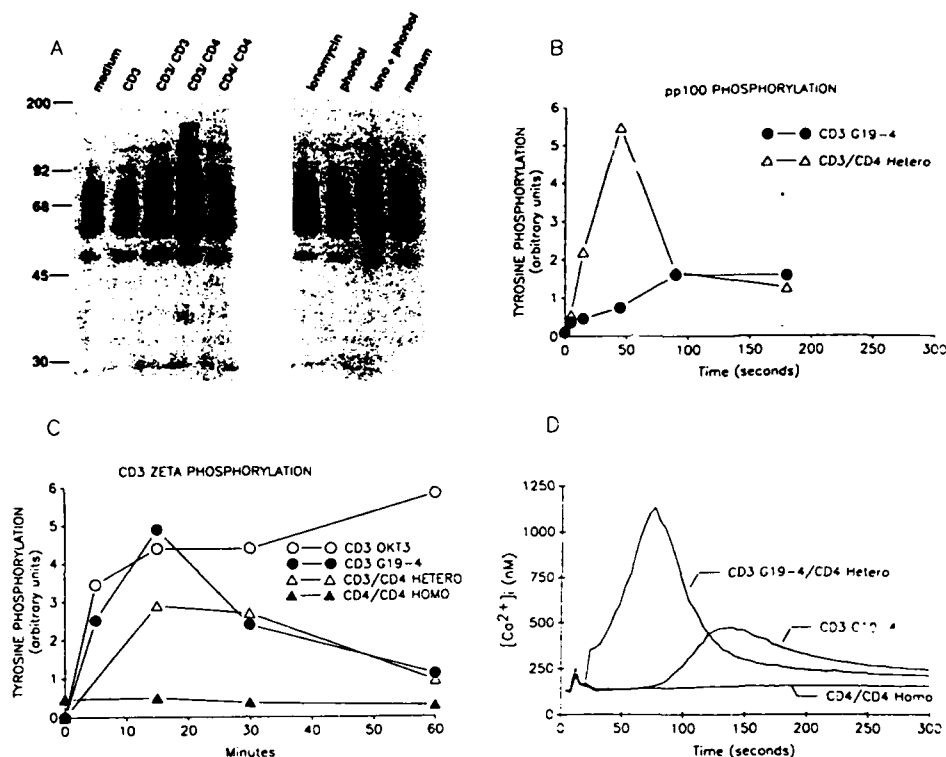 A
medium
CD3
CD3/CD3
CD3/CD4
CD4/CD4
Ionomycin
phorbol
Iono + phorbol
medium
200
92
68
45
30
B
pp100 PHOSPHORYLATION
TYROSINE PHOSPHORYLATION
(arbitrary units)
6
5
4
3
2
1
0
CD3 G19-4
CD3/CD4 Hetero
0 50 100 150 200 250 300
Time (seconds)
C
CD3 ZETA PHOSPHORYLATION
TYROSINE PHOSPHORYLATION
(arbitrary units)
6
5
4
3
2
1
0
CD3 OKT3
CD3 G19-4
CD3/CD4 HETERO
CD4/CD4 HOMO
0 10 20 30 40 50 60
Minutes
D
[Ca2+]i (nM)
1250
1000
750
500
250
0
CD3 G19-4/CD4 Hetero
CD3
CD4/CD4 Homo
0 50 100 150 200 250 300
Time (seconds)